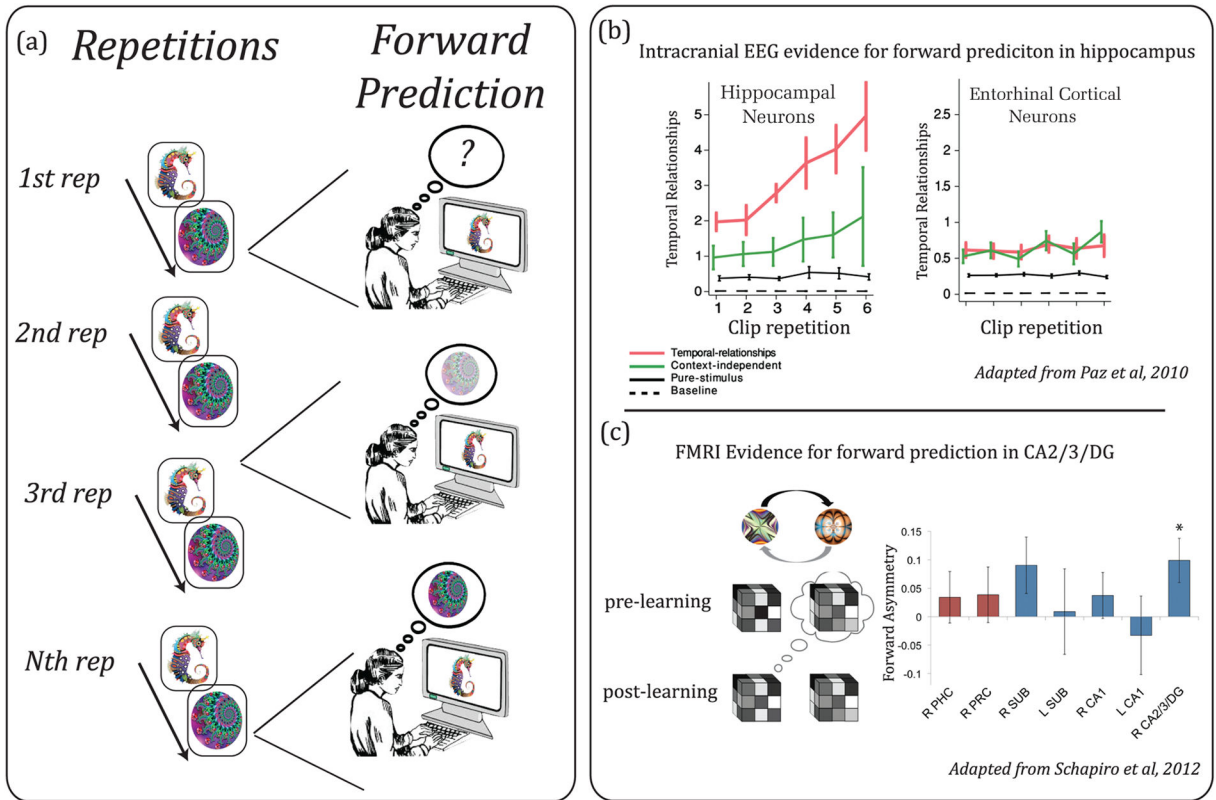 (a)
Repetitions
Forward
Prediction
1st rep
?
2nd rep
3rd rep
Nth rep
(b)
Intracranial EEG evidence for forward prediciton in hippocampus
Hippocampal
Neurons
Temporal Relationships
5
4
3
2
1
0
1 2 3 4 5 6
Clip repetition
Entorhinal Cortical
Neurons
Temporal Relationships
2.5
2
1.5
1
0.5
0
Clip repetition
Temporal-relationships
Context-independent
Pure-stimulus
Baseline
Adapted from Paz et al, 2010
(c)
FMRI Evidence for forward prediction in CA2/3/DG
pre-learning
post-learning
Forward Asymmetry
0.15
0.1
0.05
0
-0.05
-0.1
*
R PHC
R PRC
R SUB
L SUB
R CA1
L CA1
R CA2/3/DG
Adapted from Schapiro et al, 2012